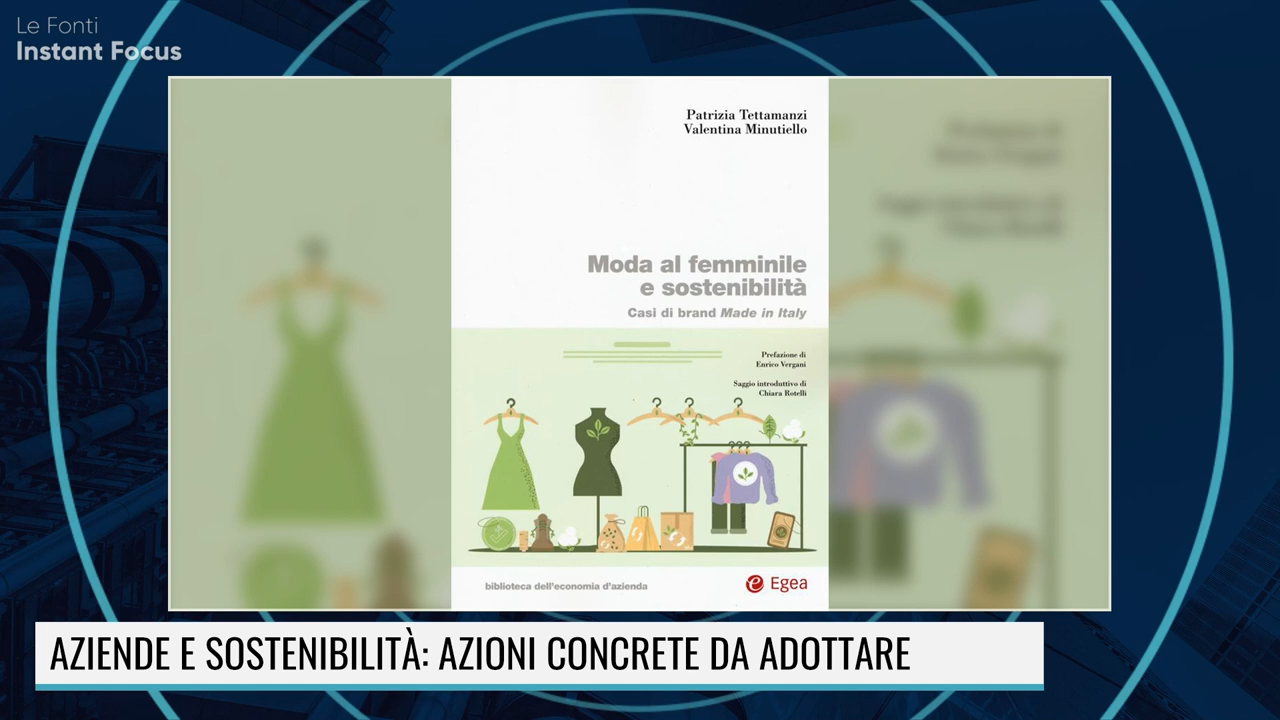 Le Fonti
Instant Focus
Patrizia Tettamanzi
Valentina Minutiello
Moda al femminile
e sostenibilità
Casi di brand Made in Italy
Prefazione di
Enrico Vergani
Saggio introduttivo di
Chiara Rotelli
biblioteca dell'economia d'azienda
e Egea
AZIENDE E SOSTENIBILITÀ: AZIONI CONCRETE DA ADOTTARE